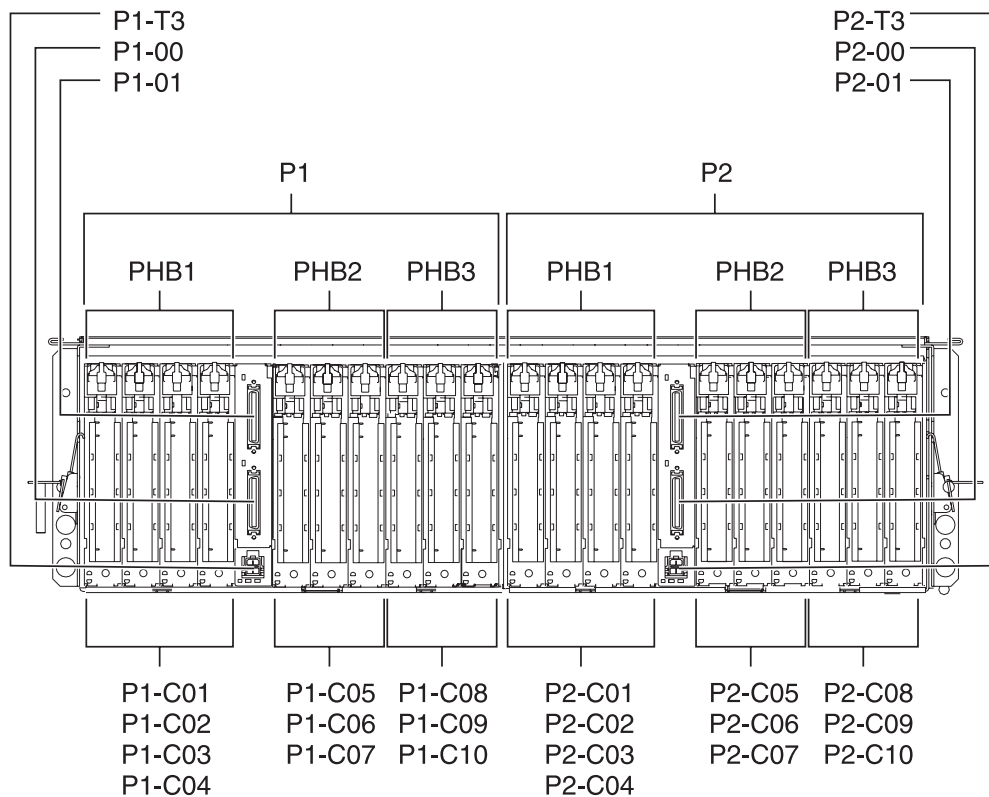 P1-T3
P1-00
P1-01
P2-T3
P2-00
P2-01
P1
P2
PHB1
PHB2
PHB3
PHB1
PHB2
PHB3
P1-C01
P1-C02
P1-C03
P1-C04
P1-C05
P1-C06
P1-C07
P1-C08
P1-C09
P1-C10
P2-C01
P2-C02
P2-C03
P2-C04
P2-C05
P2-C06
P2-C07
P2-C08
P2-C09
P2-C10